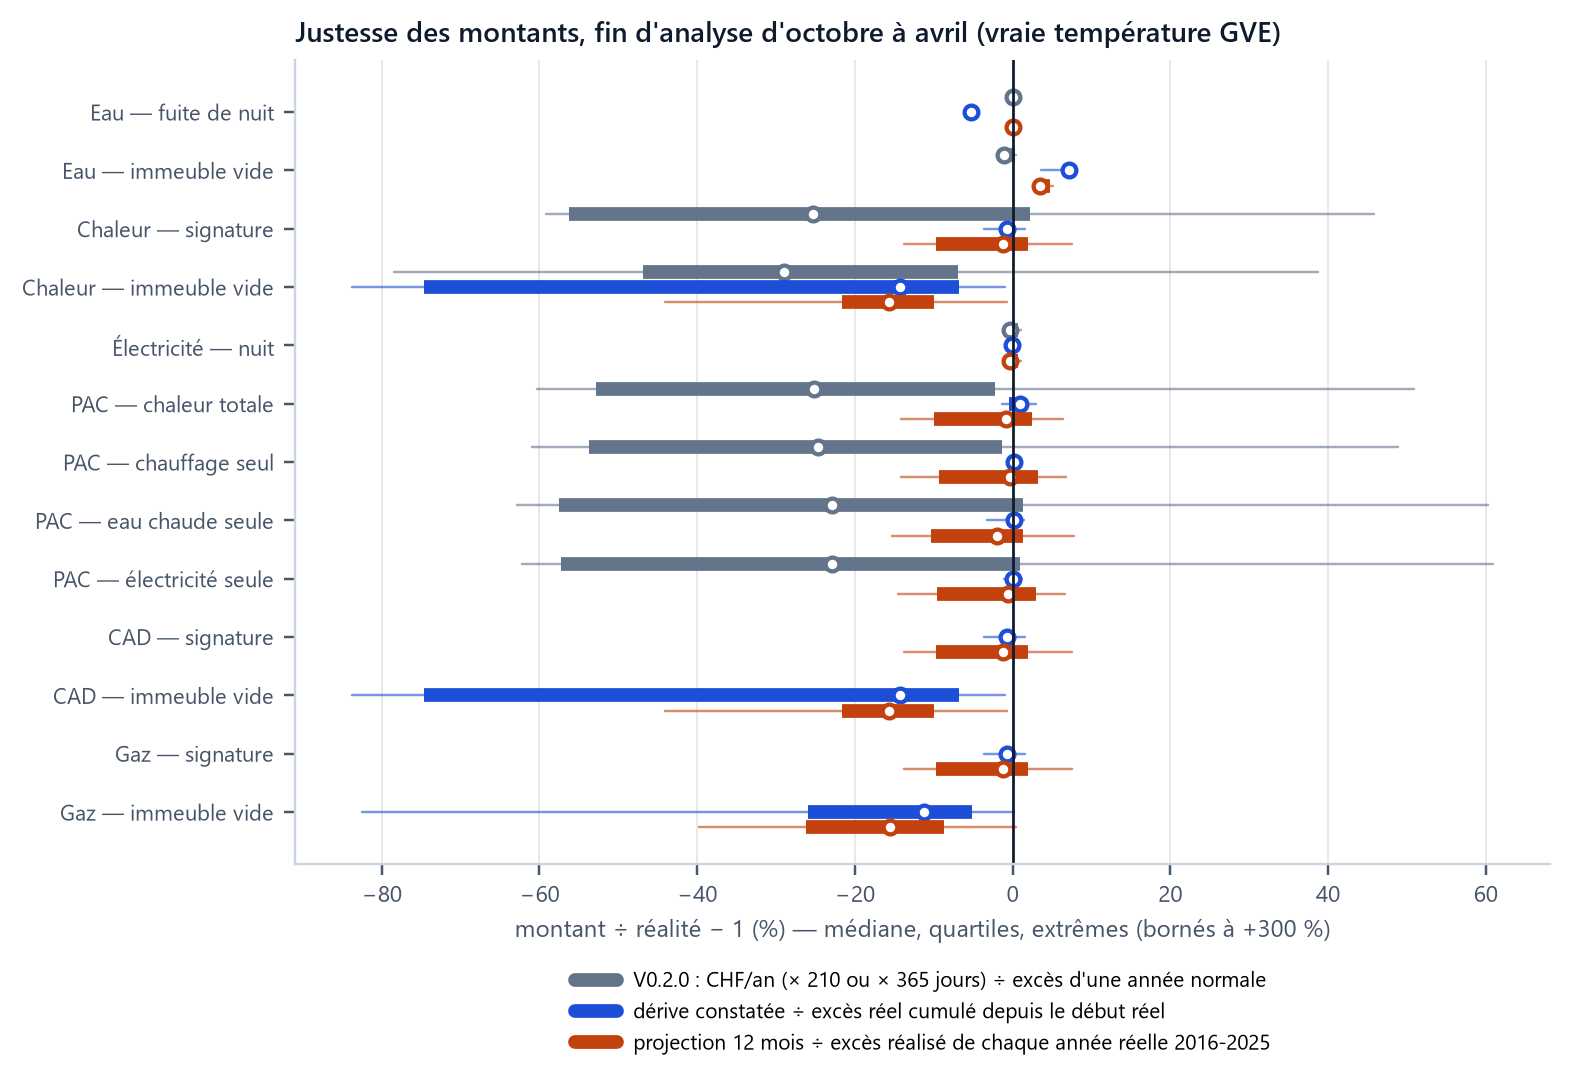 Justesse des montants, fin d'analyse d'octobre à avril (vraie température GVE)
Eau — fuite de nuit
Eau — immeuble vide
Chaleur — signature
Chaleur — immeuble vide
Électricité — nuit
PAC — chaleur totale
PAC — chauffage seul
PAC — eau chaude seule
PAC — électricité seule
CAD — signature
CAD — immeuble vide
Gaz — signature
Gaz — immeuble vide
−80 −60 −40 −20 0 20 40 60
montant ÷ réalité − 1 (%) — médiane, quartiles, extrêmes (bornés à +300 %)
V0.2.0 : CHF/an (× 210 ou × 365 jours) ÷ excès d'une année normale
dérive constatée ÷ excès réel cumulé depuis le début réel
projection 12 mois ÷ excès réalisé de chaque année réelle 2016-2025